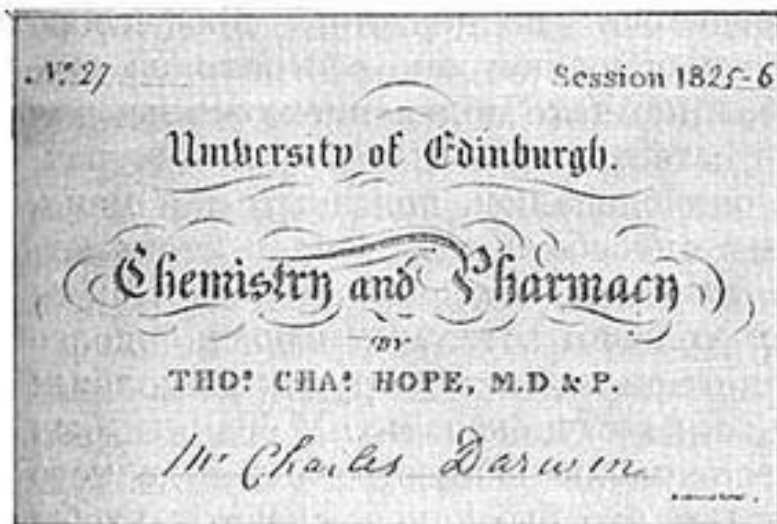 No. 27 Session 1825-6
University of Edinburgh.
Chemistry and Pharmacy
BY
THOS. CHAS. HOPE, M.D & P.
Mr Charles Darwin